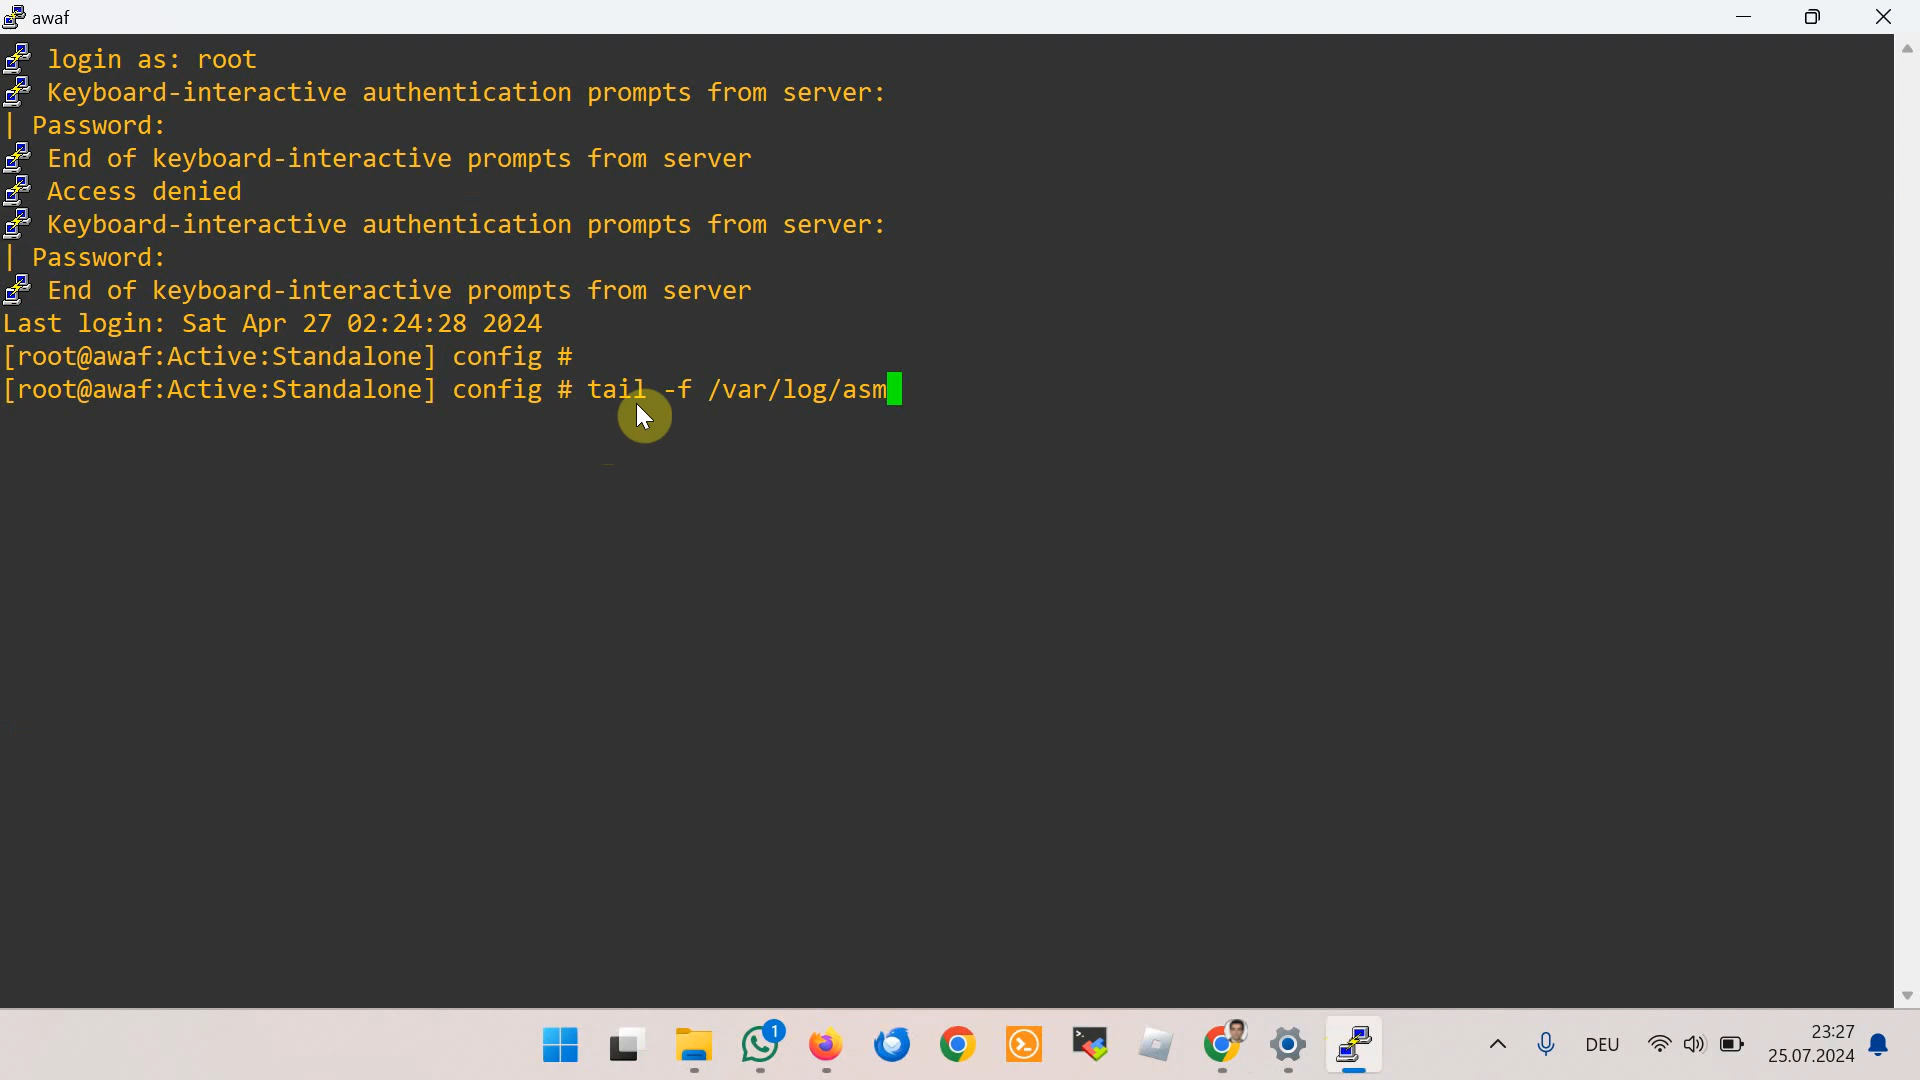 awaf
login as: root
Keyboard-interactive authentication prompts from server:
| Password:
End of keyboard-interactive prompts from server
Access denied
Keyboard-interactive authentication prompts from server:
| Password:
End of keyboard-interactive prompts from server
Last login: Sat Apr 27 02:24:28 2024
[root@awaf:Active:Standalone] config #
[root@awaf:Active:Standalone] config # tail -f /var/log/asm
1
DEU
23:27
25.07.2024